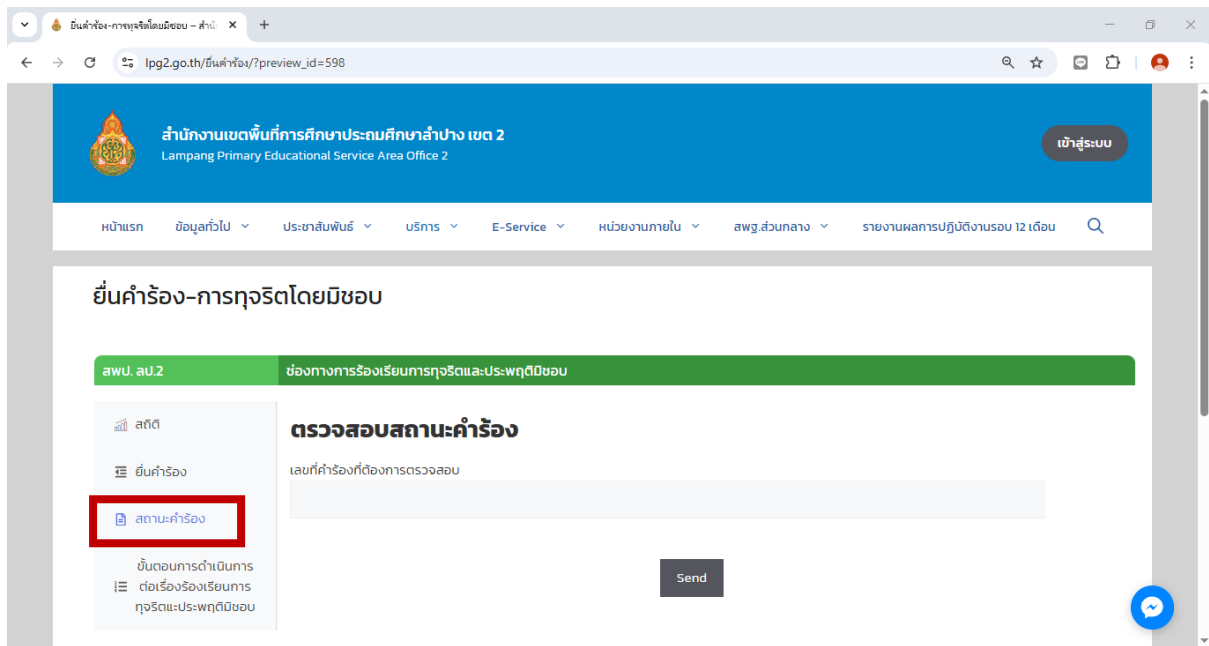 ยื่นคำร้อง-การทุจริตโดยมิชอบ – สำนั
lpg2.go.th/ยื่นคำร้อง/?preview_id=598
สำนักงานเขตพื้นที่การศึกษาประถมศึกษาลำปาง เขต 2
Lampang Primary Educational Service Area Office 2
เข้าสู่ระบบ
หน้าแรก ข้อมูลทั่วไป ประชาสัมพันธ์ บริการ E-Service หน่วยงานภายใน สพฐ.ส่วนกลาง รายงานผลการปฏิบัติงานรอบ 12 เดือน
ยื่นคำร้อง-การทุจริตโดยมิชอบ
สพป. ลป.2 ช่องทางการร้องเรียนการทุจริตและประพฤติมิชอบ
สถิติ
ยื่นคำร้อง
สถานะคำร้อง
ขั้นตอนการดำเนินการ
ต่อเรื่องร้องเรียนการ
ทุจริตแะประพฤติมิชอบ
ตรวจสอบสถานะคำร้อง
เลขที่คำร้องที่ต้องการตรวจสอบ
Send